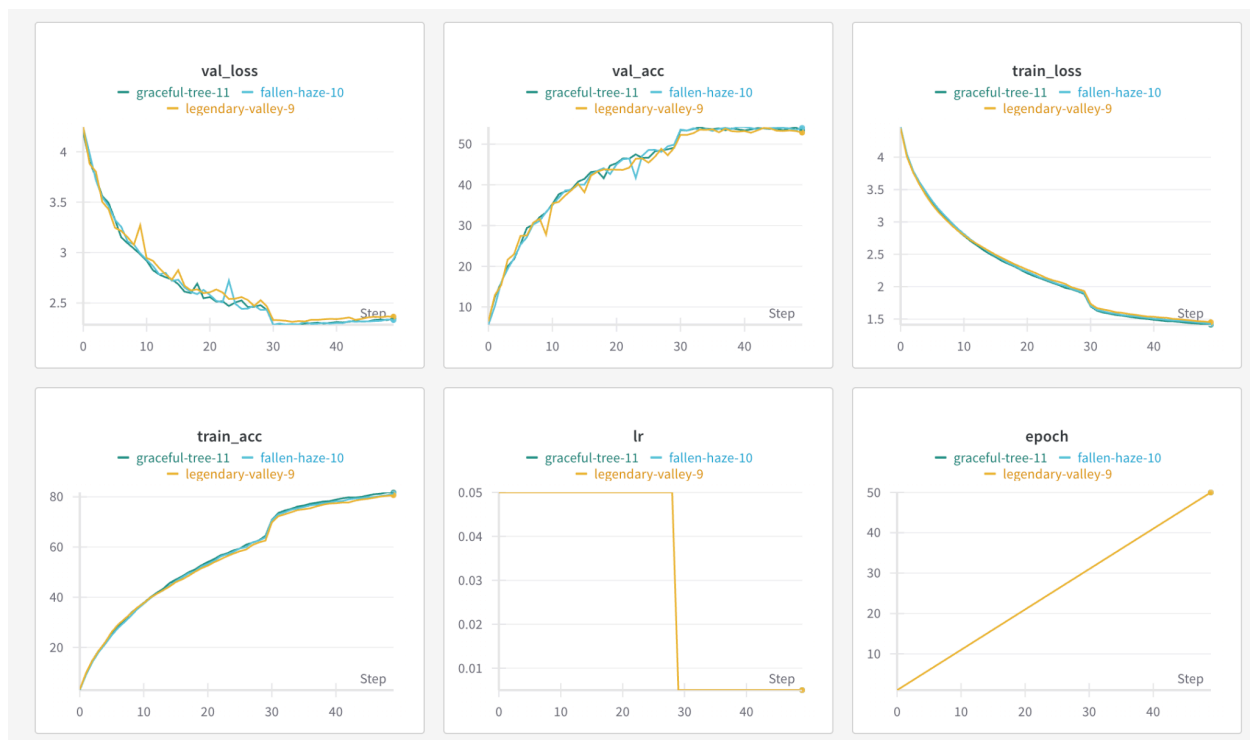 val_loss
graceful-tree-11 fallen-haze-10
legendary-valley-9
4
3.5
3
2.5
Step
0 10 20 30 40
val_acc
graceful-tree-11 fallen-haze-10
legendary-valley-9
50
40
30
20
10
Step
0 10 20 30 40
train_loss
graceful-tree-11 fallen-haze-10
legendary-valley-9
4
3.5
3
2.5
2
1.5
Step
0 10 20 30 40
train_acc
graceful-tree-11 fallen-haze-10
legendary-valley-9
80
60
40
20
Step
0 10 20 30 40
lr
graceful-tree-11 fallen-haze-10
legendary-valley-9
0.05
0.04
0.03
0.02
0.01
Step
0 10 20 30 40
epoch
graceful-tree-11 fallen-haze-10
legendary-valley-9
50
40
30
20
10
Step
0 10 20 30 40